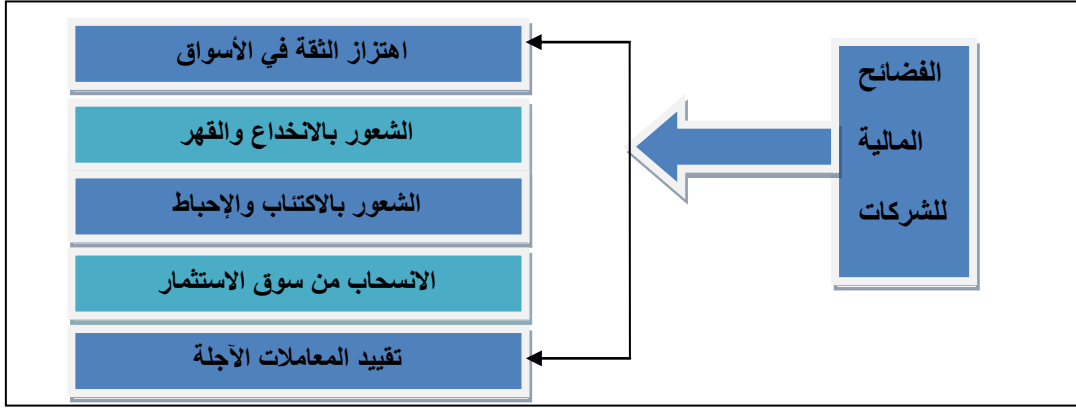 الفضائح
المالية
للشركات
اهتزاز الثقة في الأسواق
الشعور بالانخداع والقهر
الشعور بالاكتئاب والإحباط
الانسحاب من سوق الاستثمار
تقييد المعاملات الآجلة